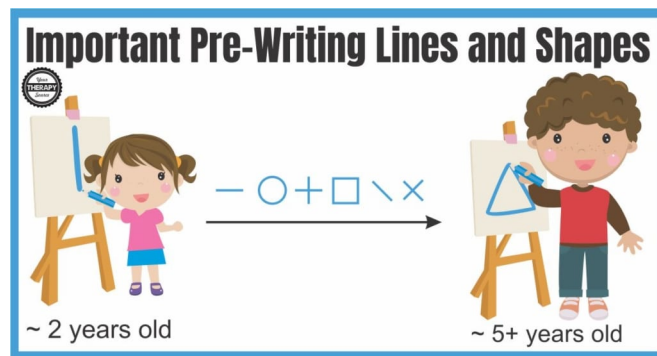 Important Pre-Writing Lines and Shapes
Your
THERAPY
Source
~ 2 years old
~ 5+ years old